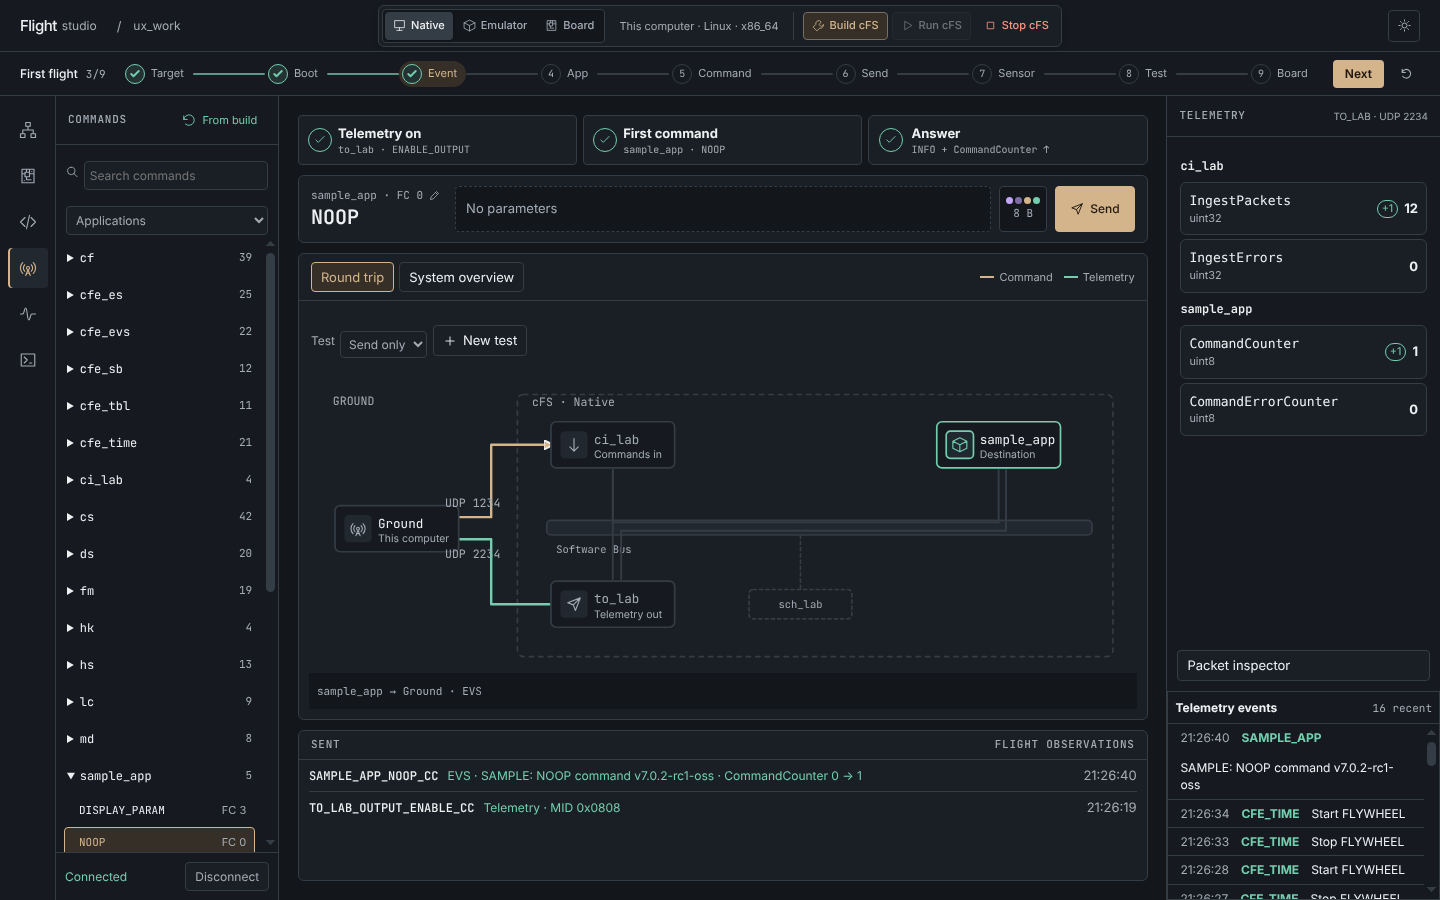 Flight studio / ux_work
Native
Emulator
Board
This computer · Linux · x86_64
Build cFS
Run cFS
Stop cFS
First flight 3/9
Target
Boot
Event
4 App
5 Command
6 Send
7 Sensor
8 Test
9 Board
Next
COMMANDS
From build
Search commands
Applications
cf 39
cfe_es 25
cfe_evs 22
cfe_sb 12
cfe_tbl 11
cfe_time 21
ci_lab 4
cs 42
ds 20
fm 19
hk 4
hs 13
lc 9
md 8
sample_app 5
DISPLAY_PARAM FC 3
NOOP FC 0
Connected
Disconnect
Telemetry on
to_lab · ENABLE_OUTPUT
First command
sample_app · NOOP
Answer
INFO + CommandCounter ↑
sample_app · FC 0
NOOP
No parameters
8 B
Send
Round trip
System overview
Command
Telemetry
Test
Send only
New test
GROUND
cFS · Native
ci_lab
Commands in
sample_app
Destination
UDP 1234
Ground
This computer
UDP 2234
Software Bus
to_lab
Telemetry out
sch_lab
sample_app → Ground · EVS
SENT
FLIGHT OBSERVATIONS
SAMPLE_APP_NOOP_CC EVS · SAMPLE: NOOP command v7.0.2-rc1-oss · CommandCounter 0 → 1 21:26:40
TO_LAB_OUTPUT_ENABLE_CC Telemetry · MID 0x0808 21:26:19
TELEMETRY
TO_LAB · UDP 2234
ci_lab
IngestPackets
uint32
+1 12
IngestErrors
uint32
0
sample_app
CommandCounter
uint8
+1 1
CommandErrorCounter
uint8
0
Packet inspector
Telemetry events 16 recent
21:26:40 SAMPLE_APP
SAMPLE: NOOP command v7.0.2-rc1-
oss
21:26:34 CFE_TIME Start FLYWHEEL
21:26:33 CFE_TIME Stop FLYWHEEL
21:26:28 CFE_TIME Start FLYWHEEL
21:26:27 CFE_TIME Stop FLYWHEEL